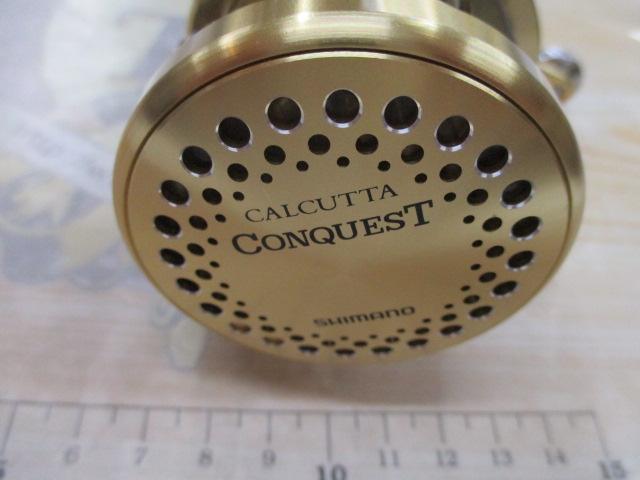 CALCUTTA
CONQUEST
SHIMANO
5 6 7 8 9 10 11 12 13 14 15